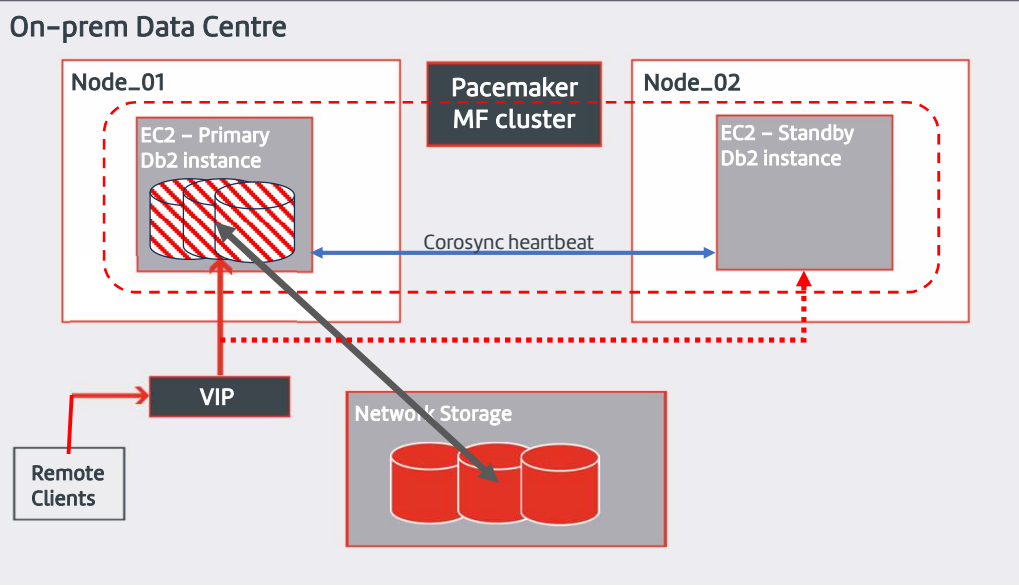 On-prem Data Centre
Node_01
Pacemaker
MF cluster
Node_02
EC2 – Primary
Db2 instance
EC2 – Standby
Db2 instance
Corosync heartbeat
VIP
Network Storage
Remote
Clients